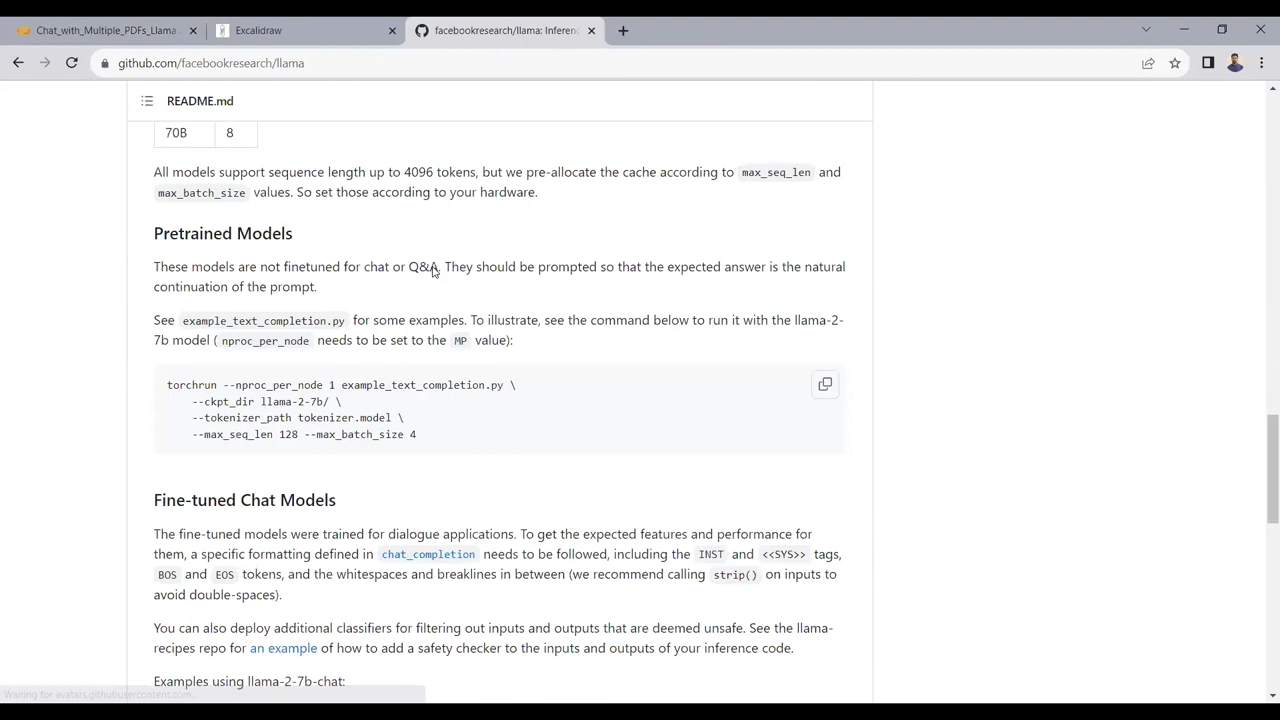 Chat_with_Multiple_PDFs_Llama
Excalidraw
facebookresearch/llama: Inferenc
github.com/facebookresearch/llama
README.md
70B 8
All models support sequence length up to 4096 tokens, but we pre-allocate the cache according to max_seq_len and
max_batch_size values. So set those according to your hardware.
Pretrained Models
These models are not finetuned for chat or Q&A. They should be prompted so that the expected answer is the natural
continuation of the prompt.
See example_text_completion.py for some examples. To illustrate, see the command below to run it with the llama-2-
7b model ( nproc_per_node needs to be set to the MP value):
torchrun --nproc_per_node 1 example_text_completion.py \
--ckpt_dir llama-2-7b/ \
--tokenizer_path tokenizer.model \
--max_seq_len 128 --max_batch_size 4
Fine-tuned Chat Models
The fine-tuned models were trained for dialogue applications. To get the expected features and performance for
them, a specific formatting defined in chat_completion needs to be followed, including the INST and <<SYS>> tags,
BOS and EOS tokens, and the whitespaces and breaklines in between (we recommend calling strip() on inputs to
avoid double-spaces).
You can also deploy additional classifiers for filtering out inputs and outputs that are deemed unsafe. See the llama-
recipes repo for an example of how to add a safety checker to the inputs and outputs of your inference code.
Examples using llama-2-7b-chat:
Waiting for avatars.githubusercontent.com...